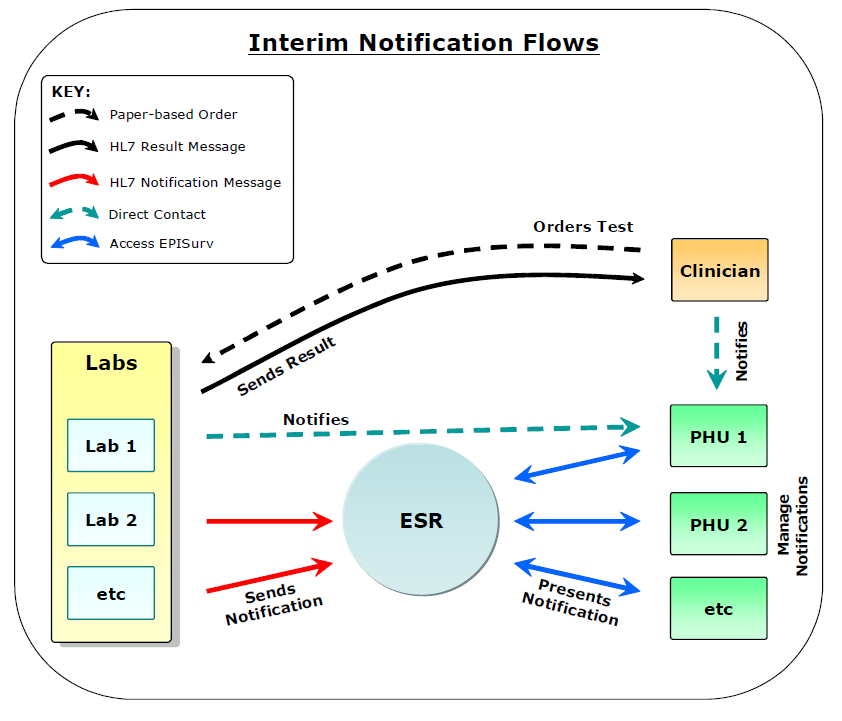 Interim Notification Flows
KEY:
Paper-based Order
HL7 Result Message
HL7 Notification Message
Direct Contact
Access EPISurv
Orders Test
Clinician
Sends Result
Notifies
Labs
Notifies
Lab 1
PHU 1
Lab 2
ESR
PHU 2
Manage
Notifications
etc
Sends
Notification
Presents
Notification
etc